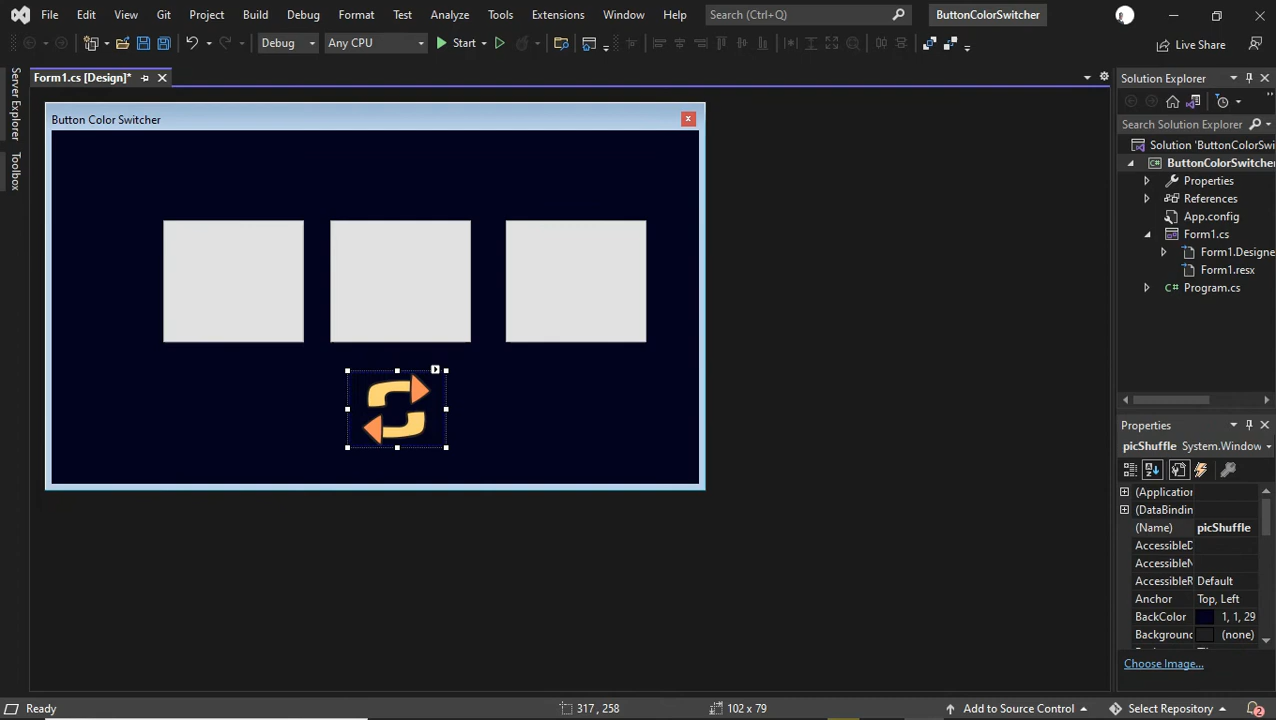 File Edit View Git Project Build Debug Format Test Analyze Tools Extensions Window Help Search (Ctrl+Q) ButtonColorSwitcher
Debug Any CPU Start Live Share
Form1.cs [Design]*
Server Explorer
Toolbox
Button Color Switcher
Solution Explorer
Search Solution Explorer
Solution 'ButtonColorSwi
ButtonColorSwitcher
Properties
References
App.config
Form1.cs
Form1.Designe
Form1.resx
Program.cs
Properties
picShuffle System.Window
(Application
(DataBindin
(Name) picShuffle
AccessibleD
AccessibleN
AccessibleR Default
Anchor Top, Left
BackColor 1, 1, 29
Background (none)
Choose Image...
Ready 317 , 258 102 x 79 Add to Source Control Select Repository 2